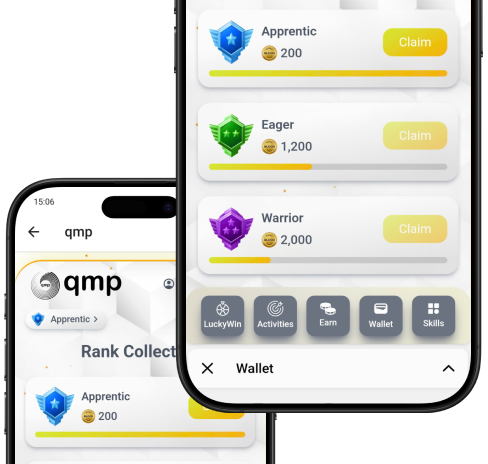 Apprentic
200
Claim
Eager
1,200
Claim
Warrior
2,000
Claim
LuckyWin
Activities
Earn
Wallet
Skills
Wallet
15:06
qmp
qmp
Apprentic >
Rank Collect
Apprentic
200